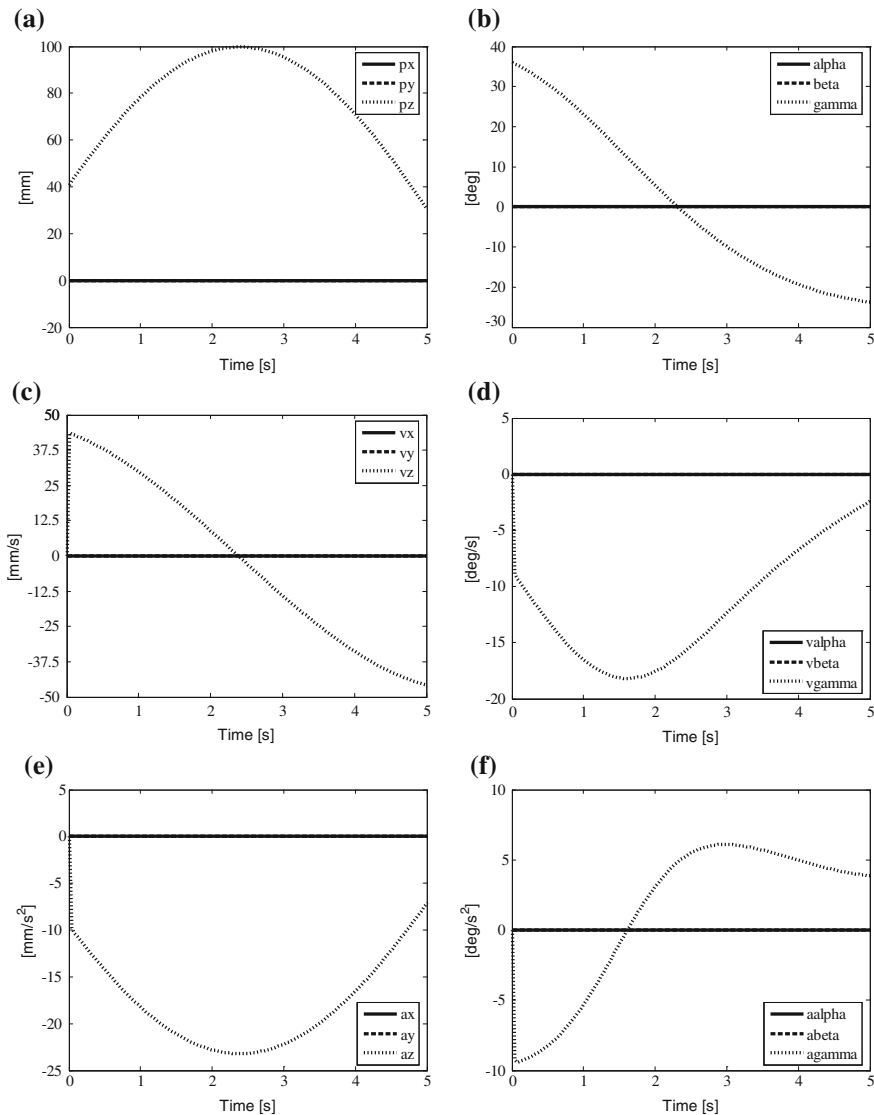 (a)
100
80
60
40
20
0
-20
[mm]
px
py
pz
0 1 2 3 4 5
Time [s]
(b)
40
30
20
10
0
-10
-20
-30
[deg]
alpha
beta
gamma
0 1 2 3 4 5
Time [s]
(c)
50
37.5
25
12.5
0
-12.5
-25
-37.5
-50
[mm/s]
vx
vy
vz
0 1 2 3 4 5
Time [s]
(d)
5
0
-5
-10
-15
-20
[deg/s]
valpha
vbeta
vgamma
0 1 2 3 4 5
Time [s]
(e)
5
0
-5
-10
-15
-20
-25
[mm/s²]
ax
ay
az
0 1 2 3 4 5
Time [s]
(f)
10
5
0
-5
-10
[deg/s²]
aalpha
abeta
agamma
0 1 2 3 4 5
Time [s]